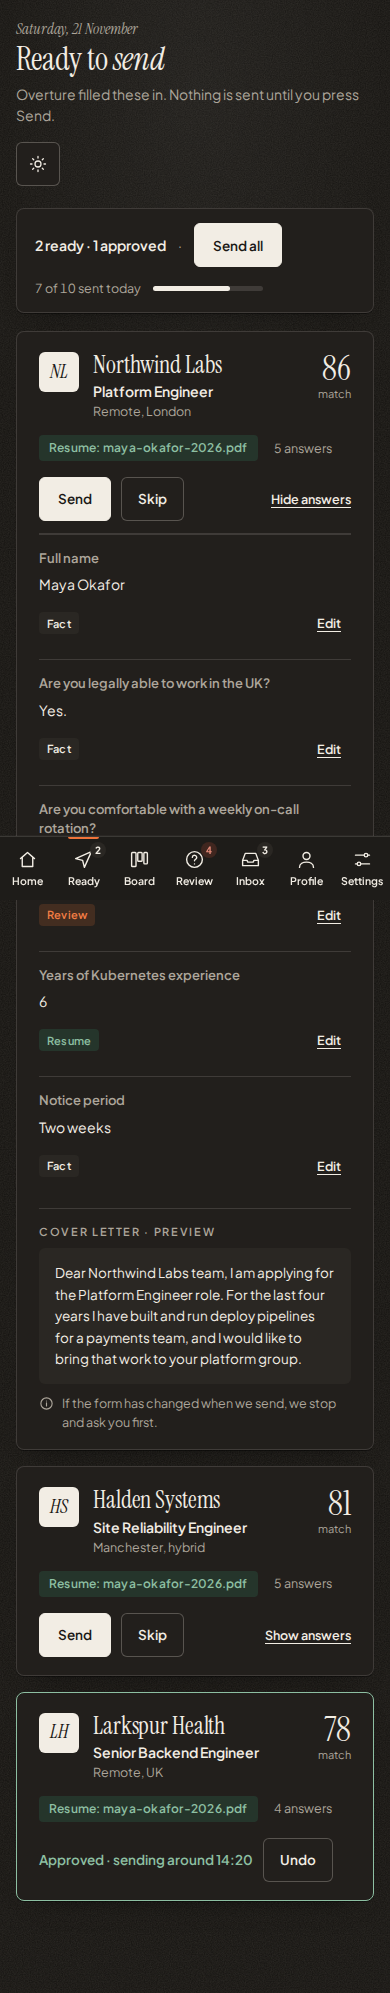 Saturday, 21 November
Ready to send
Overture filled these in. Nothing is sent until you press
Send.
2 ready · 1 approved · Send all
7 of 10 sent today
NL Northwind Labs 86
Platform Engineer match
Remote, London
Resume: maya-okafor-2026.pdf 5 answers
Send Skip Hide answers
Full name
Maya Okafor
Fact Edit
Are you legally able to work in the UK?
Yes.
Fact Edit
Are you comfortable with a weekly on-call
rotation?
2 4 3
Home Ready Board Review Inbox Profile Settings
Review Edit
Years of Kubernetes experience
6
Resume Edit
Notice period
Two weeks
Fact Edit
COVER LETTER · PREVIEW
Dear Northwind Labs team, I am applying for
the Platform Engineer role. For the last four
years I have built and run deploy pipelines
for a payments team, and I would like to
bring that work to your platform group.
If the form has changed when we send, we stop
and ask you first.
HS Halden Systems 81
Site Reliability Engineer match
Manchester, hybrid
Resume: maya-okafor-2026.pdf 5 answers
Send Skip Show answers
LH Larkspur Health 78
Senior Backend Engineer match
Remote, UK
Resume: maya-okafor-2026.pdf 4 answers
Approved · sending around 14:20 Undo